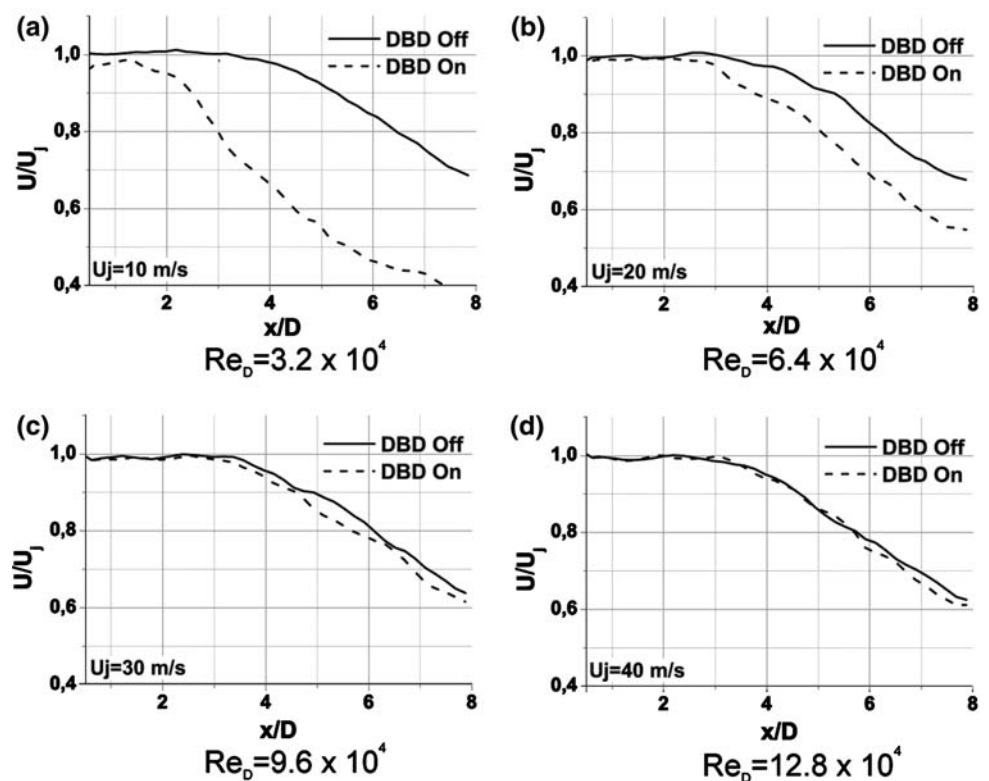 (a)
DBD Off
DBD On
U/Uj
1,0
0,8
0,6
0,4
Uj=10 m/s
2 4 6 8
x/D
ReD=3.2 x 10^4
(b)
DBD Off
DBD On
U/Uj
1,0
0,8
0,6
0,4
Uj=20 m/s
2 4 6 8
x/D
ReD=6.4 x 10^4
(c)
DBD Off
DBD On
U/Uj
1,0
0,8
0,6
0,4
Uj=30 m/s
2 4 6 8
x/D
ReD=9.6 x 10^4
(d)
DBD Off
DBD On
U/Uj
1,0
0,8
0,6
0,4
Uj=40 m/s
2 4 6 8
x/D
ReD=12.8 x 10^4